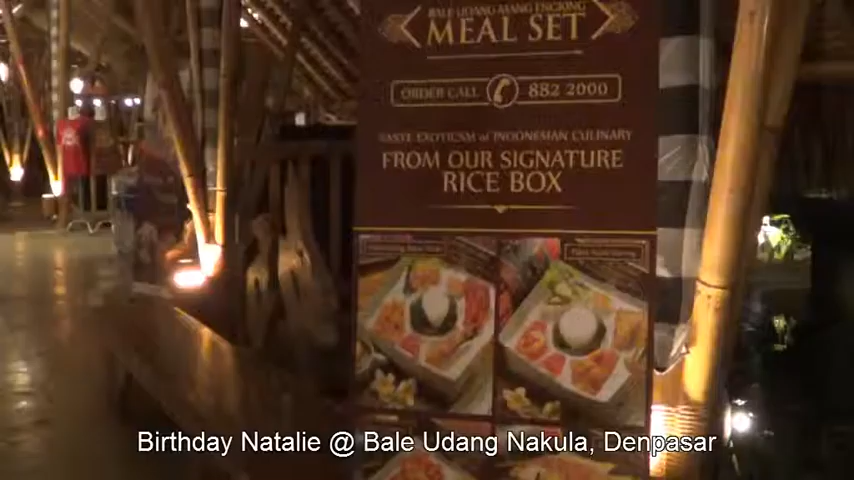 BALE UDANG MANG ENGKING
MEAL SET
ORDER CALL 882 2000
TASTE EXOTICISM of INDONESIAN CULINARY
FROM OUR SIGNATURE
RICE BOX
Birthday Natalie @ Bale Udang Nakula, Denpasar